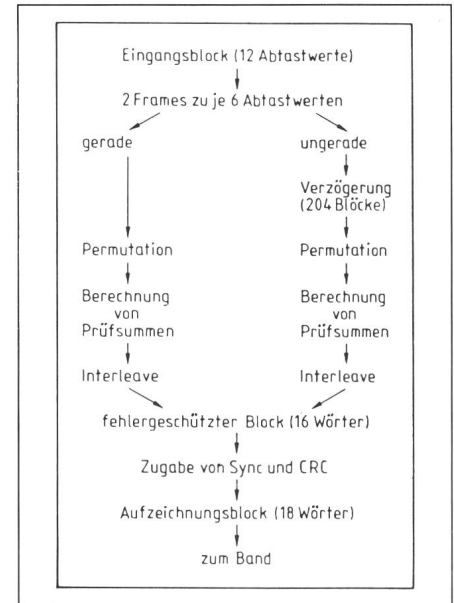 Eingangsblock (12 Abtastwerte)
2 Frames zu je 6 Abtastwerten
gerade
ungerade
Verzögerung
(204 Blöcke)
Permutation
Permutation
Berechnung
von
Prüfsummen
Berechnung
von
Prüfsummen
Interleave
Interleave
fehlergeschützter Block (16 Wörter)
Zugabe von Sync und CRC
Aufzeichnungsblock (18 Wörter)
zum Band